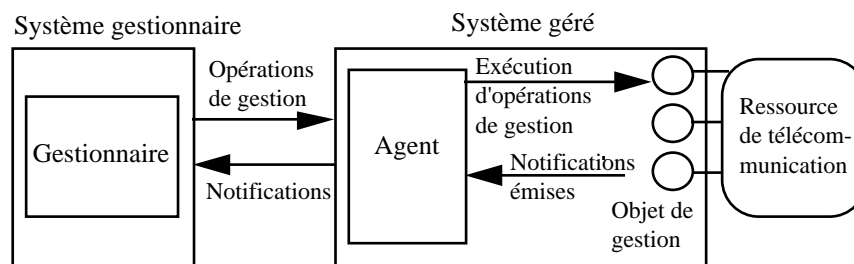 Système gestionnaire
Système géré
Opérations
de gestion
Gestionnaire
Notifications
Agent
Exécution
d'opérations
de gestion
Notifications
émises
Objet de
gestion
Ressource
de télécom-
munication